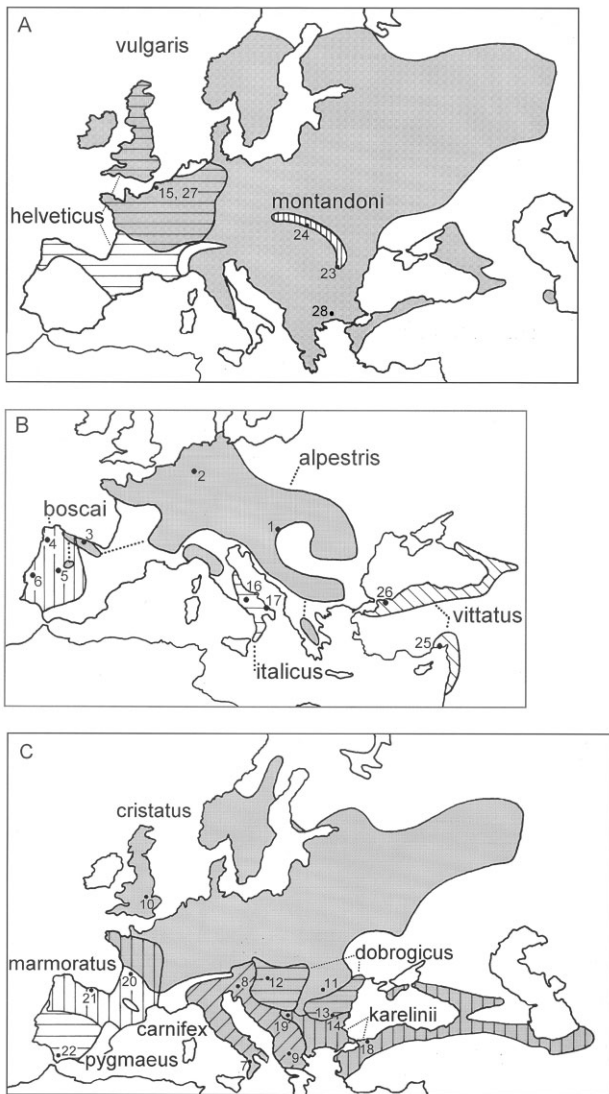 A
vulgaris
15, 27
helveticus
montandoni
24
23
28
B
alpestris
2
boscai
3
1
4
5
6
16
17
26
vittatus
25
italicus
C
cristatus
10
dobrogicus
marmoratus
20
8
12
11
21
13
karelinii
carnifex
19
14
18
22
pygmaeus
7
9